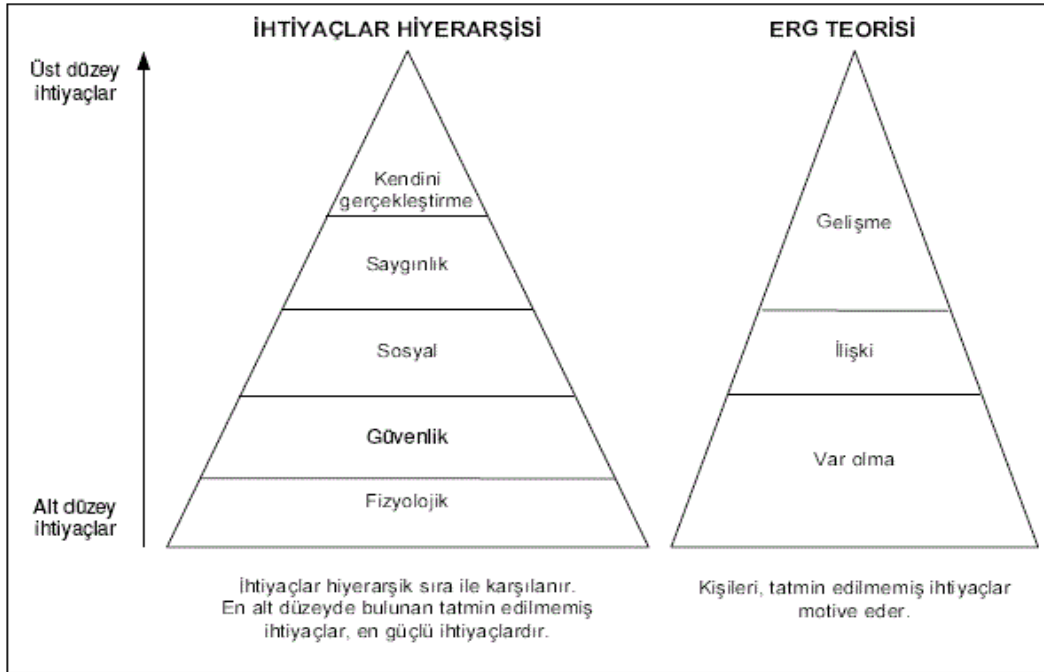 İHTİYAÇLAR HİYERARŞİSİ
ERG TEORİSİ
Üst düzey
ihtiyaçlar
Kendini
gerçekleştirme
Saygınlık
Sosyal
Güvenlik
Fizyolojik
Gelişme
İlişki
Var olma
Alt düzey
ihtiyaçlar
İhtiyaçlar hiyerarşik sıra ile karşılanır.
En alt düzeyde bulunan tatmin edilmemiş
ihtiyaçlar, en güçlü ihtiyaçlardır.
Kişileri, tatmin edilmemiş ihtiyaçlar
motive eder.